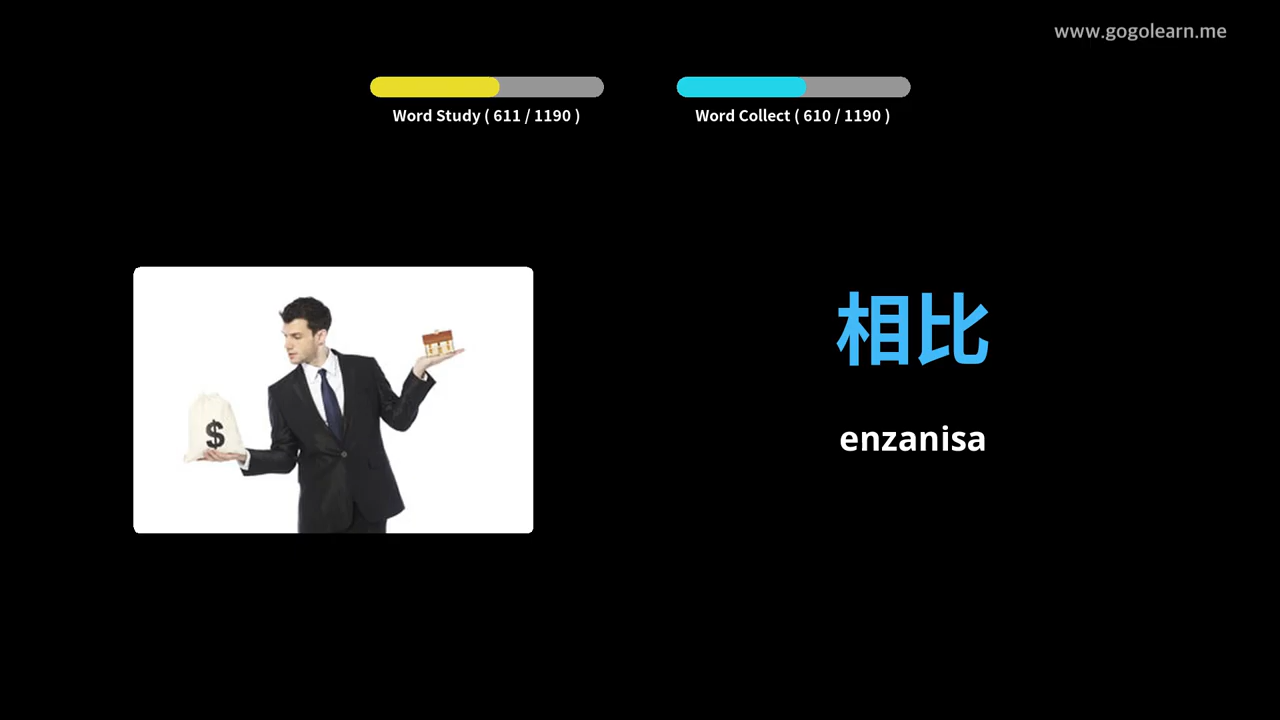 www.gogolearn.me
Word Study ( 611 / 1190 )
Word Collect ( 610 / 1190 )
相比
enzanisa
$